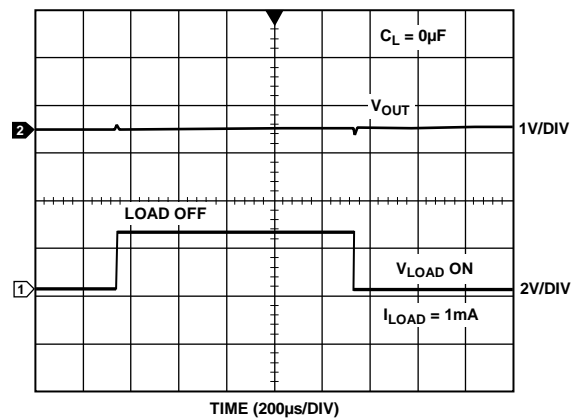 C_L = 0µF
V_OUT
2
1V/DIV
LOAD OFF
V_LOAD ON
1
2V/DIV
I_LOAD = 1mA
TIME (200µs/DIV)